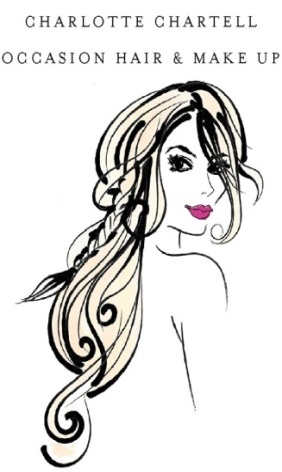 CHARLOTTE CHARTELL
OCCASION HAIR & MAKE UP